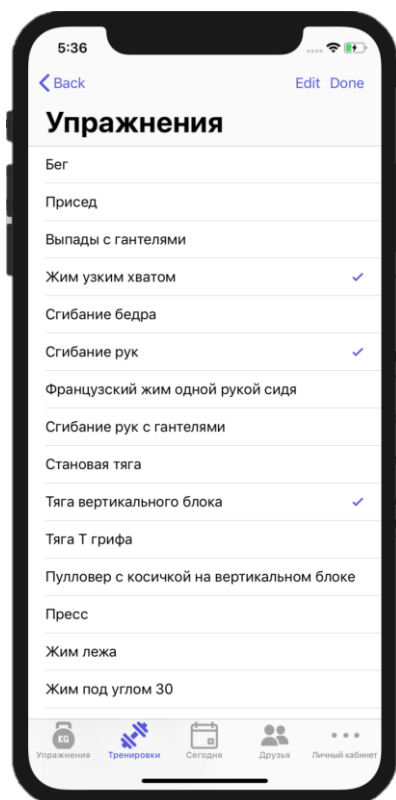 5:36
Back Edit Done
Упражнения
Бег
Присед
Выпады с гантелями
Жим узким хватом
Сгибание бедра
Сгибание рук
Французский жим одной рукой сидя
Сгибание рук с гантелями
Становая тяга
Тяга вертикального блока
Тяга Т грифа
Пулловер с косичкой на вертикальном блоке
Пресс
Жим лежа
Жим под углом 30
KG
Упражнения Тренировки Сегодня Друзья Личный кабинет